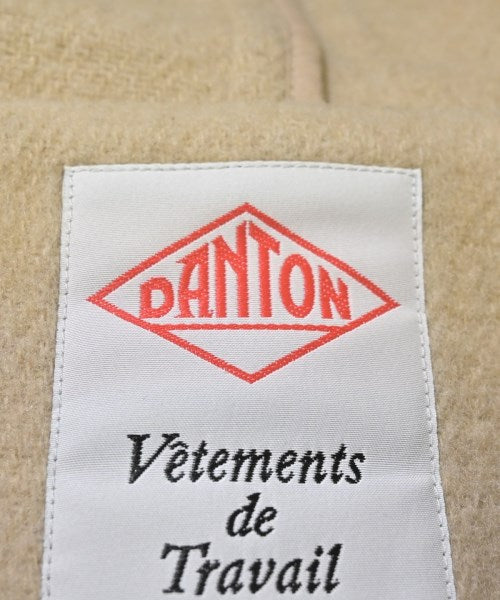 DANTON
Vêtements
de
Travail